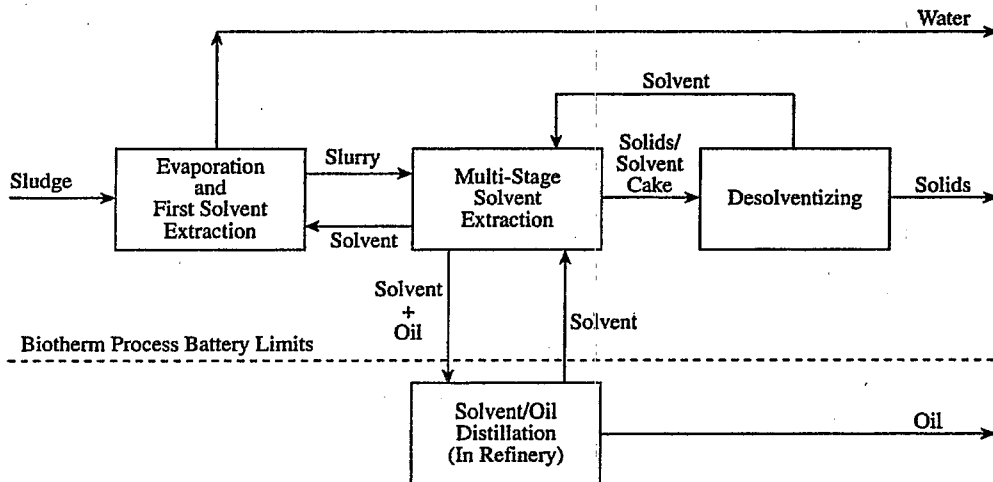 Water
Solvent
Sludge
Evaporation
and
First Solvent
Extraction
Slurry
Solvent
Multi-Stage
Solvent
Extraction
Solids/
Solvent
Cake
Desolventizing
Solids
Solvent
+
Oil
Solvent
Biotherm Process Battery Limits
Solvent/Oil
Distillation
(In Refinery)
Oil